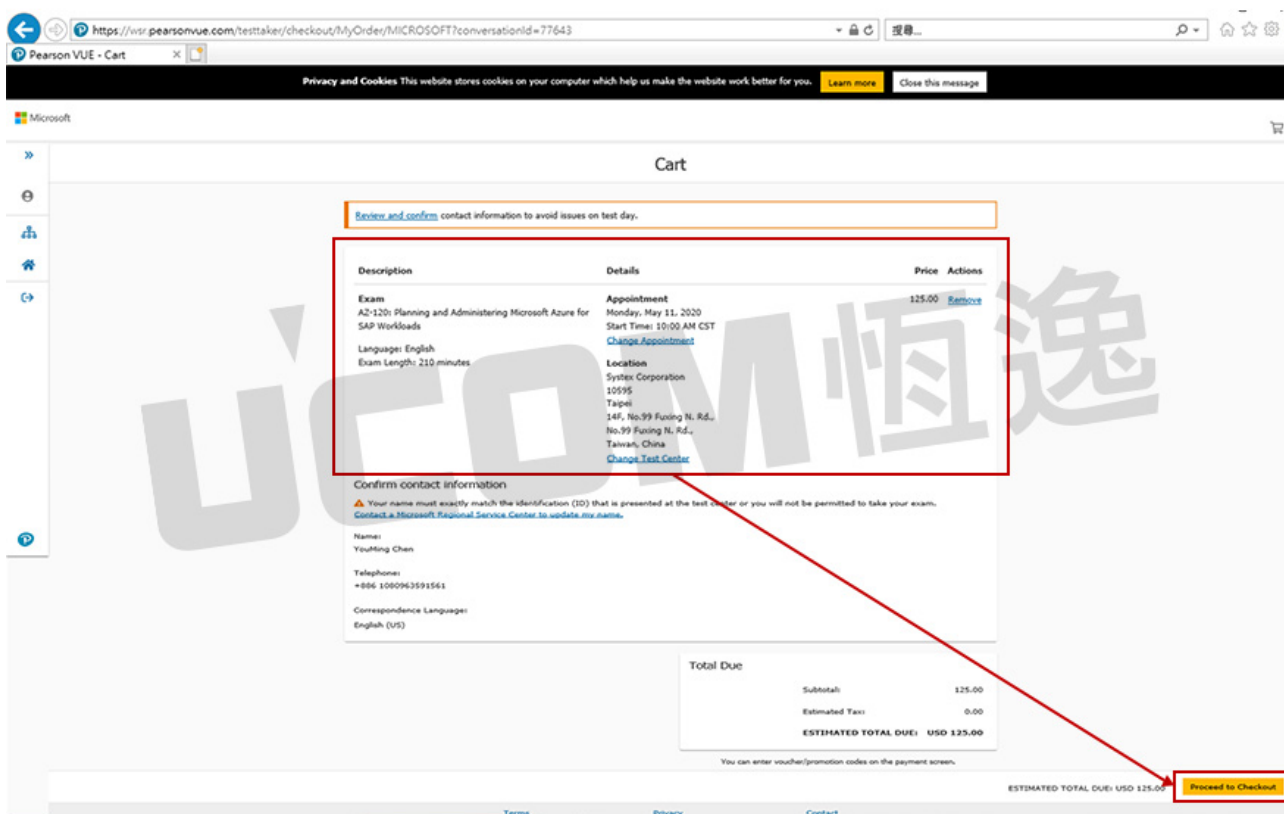 https://wsr.pearsonvue.com/testtaker/checkout/MyOrder/MICROSOFT?conversationId=77643
搜尋...
Pearson VUE - Cart
Privacy and Cookies This website stores cookies on your computer which help us make the website work better for you. Learn more Close this message
Microsoft
Cart
Review and confirm contact information to avoid issues on test day.
Description Details Price Actions
Exam Appointment 125.00 Remove
AZ-120: Planning and Administering Microsoft Azure for Monday, May 11, 2020
SAP Workloads Start Time: 10:00 AM CST
Change Appointment
Language: English
Exam Length: 210 minutes Location
Systex Corporation
10595
Taipei
14F, No.99 Fuxing N. Rd.,
No.99 Fuxing N. Rd.,
Taiwan, China
Change Test Center
UCOM恆逸
Confirm contact information
Your name must exactly match the identification (ID) that is presented at the test center or you will not be permitted to take your exam.
Contact a Microsoft Regional Service Center to update my name.
Name:
YouMing Chen
Telephone:
+886 1080963591561
Correspondence Language:
English (US)
Total Due
Subtotal: 125.00
Estimated Tax: 0.00
ESTIMATED TOTAL DUE: USD 125.00
You can enter voucher/promotion codes on the payment screen.
ESTIMATED TOTAL DUE: USD 125.00 Proceed to Checkout
Terms Privacy Contact